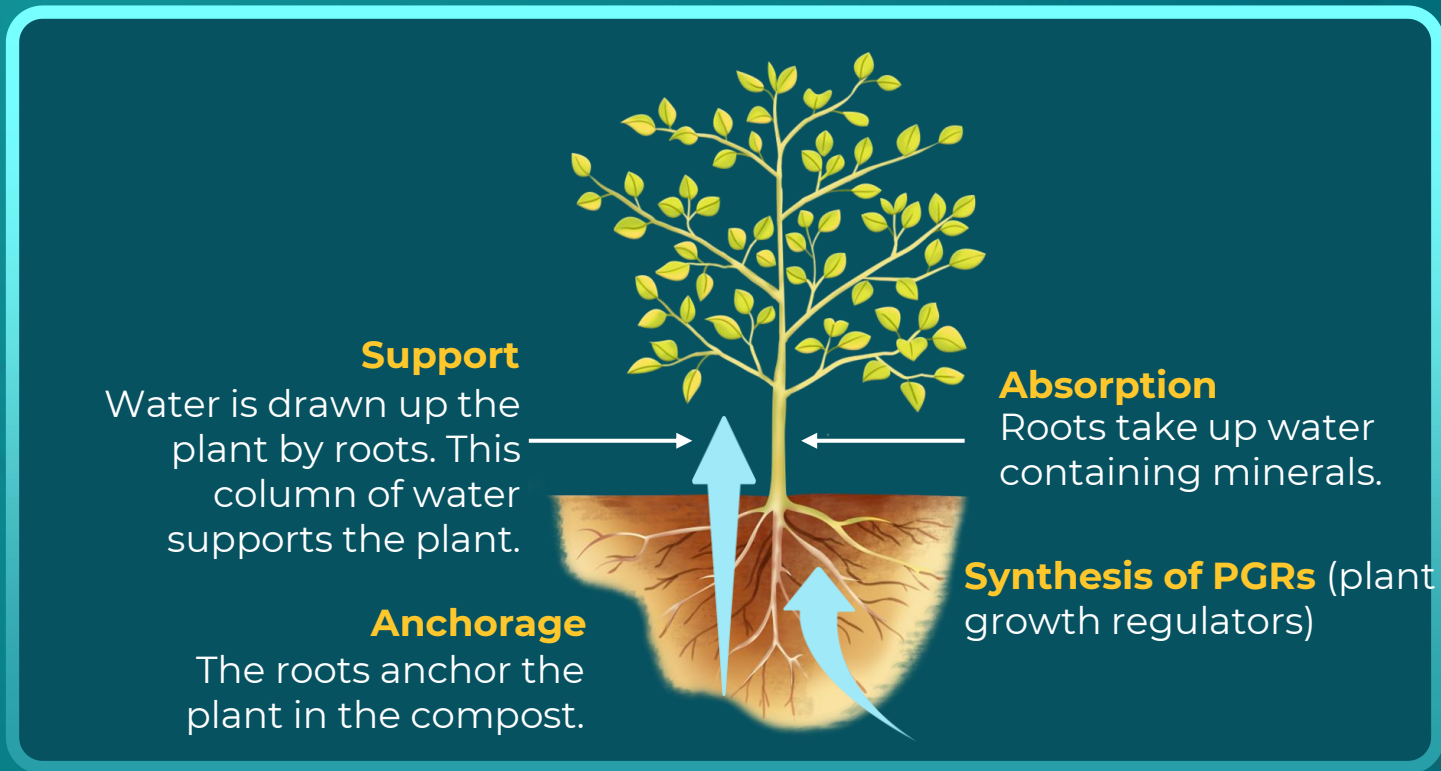 Support
Water is drawn up the
plant by roots. This
column of water
supports the plant.
Anchorage
The roots anchor the
plant in the compost.
Absorption
Roots take up water
containing minerals.
Synthesis of PGRs (plant
growth regulators)